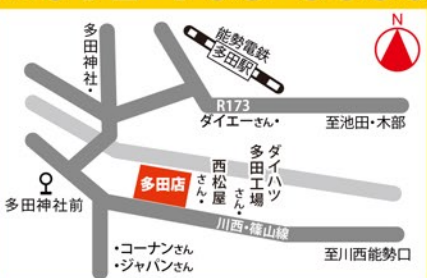 N
多田
神社・
能勢電鉄
多田駅
R173
ダイエーさん・
至池田・木部
ダイハツ
多田工場
さん・
西松屋
さん・
多田店
多田神社前
川西・篠山線
・コーナンさん
・ジャパンさん
至川西能勢口